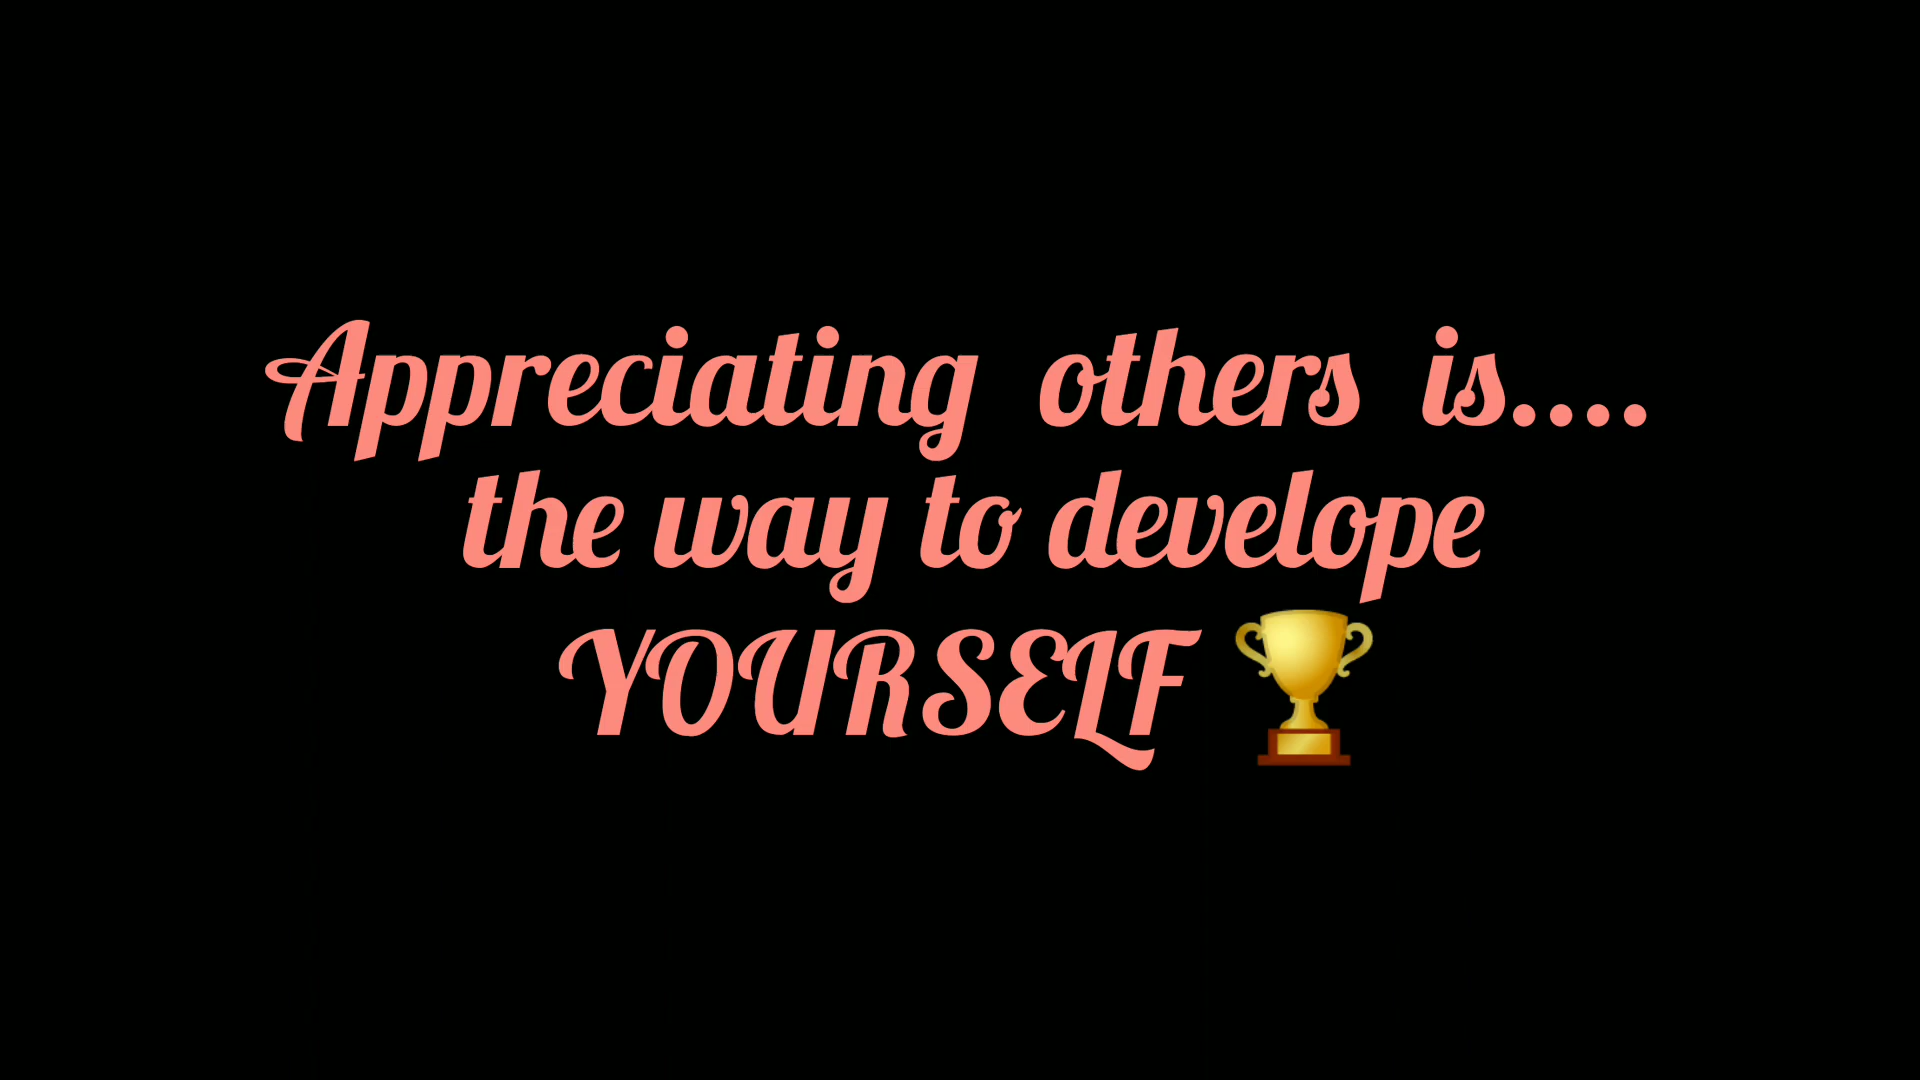 Appreciating others is....
the way to develope
YOURSELF 🏆